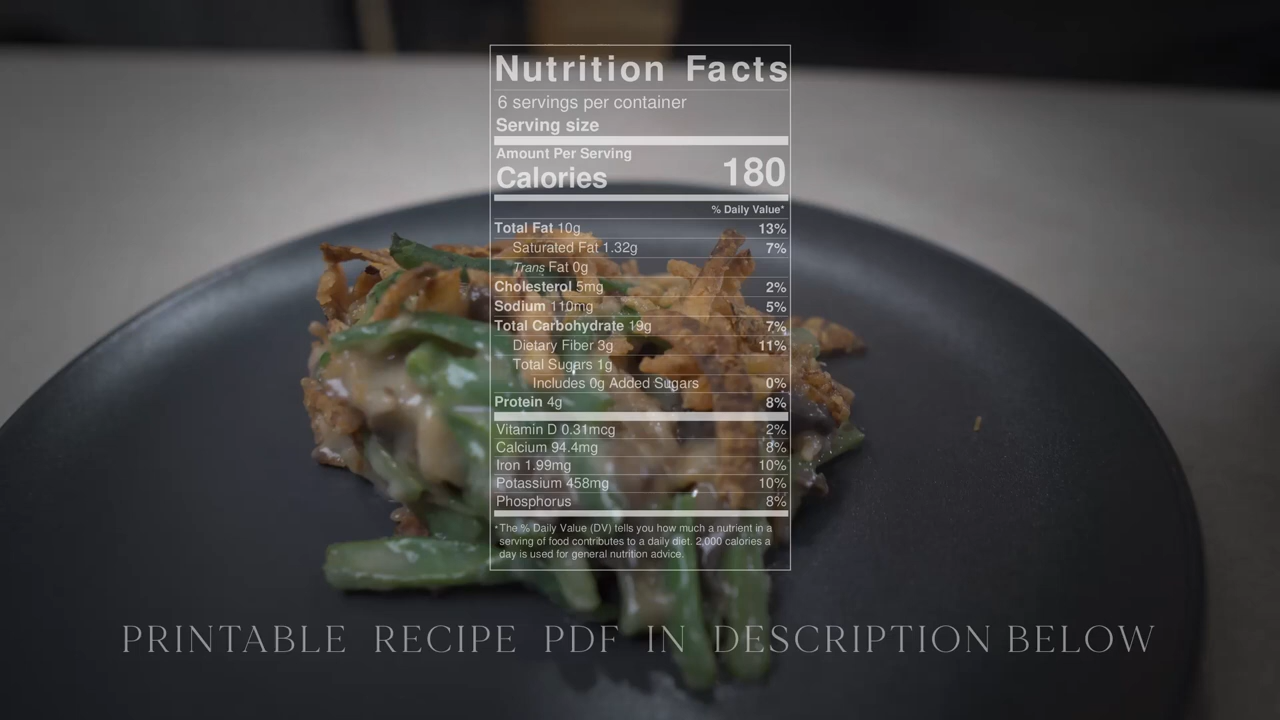 Nutrition Facts
6 servings per container
Serving size
Amount Per Serving
Calories 180
% Daily Value*
Total Fat 10g 13%
Saturated Fat 1.32g 7%
Trans Fat 0g
Cholesterol 5mg 2%
Sodium 110mg 5%
Total Carbohydrate 19g 7%
Dietary Fiber 3g 11%
Total Sugars 1g
Includes 0g Added Sugars 0%
Protein 4g 8%
Vitamin D 0.31mcg 2%
Calcium 94.4mg 8%
Iron 1.99mg 10%
Potassium 458mg 10%
Phosphorus 8%
*The % Daily Value (DV) tells you how much a nutrient in a
serving of food contributes to a daily diet. 2,000 calories a
day is used for general nutrition advice.
PRINTABLE RECIPE PDF IN DESCRIPTION BELOW